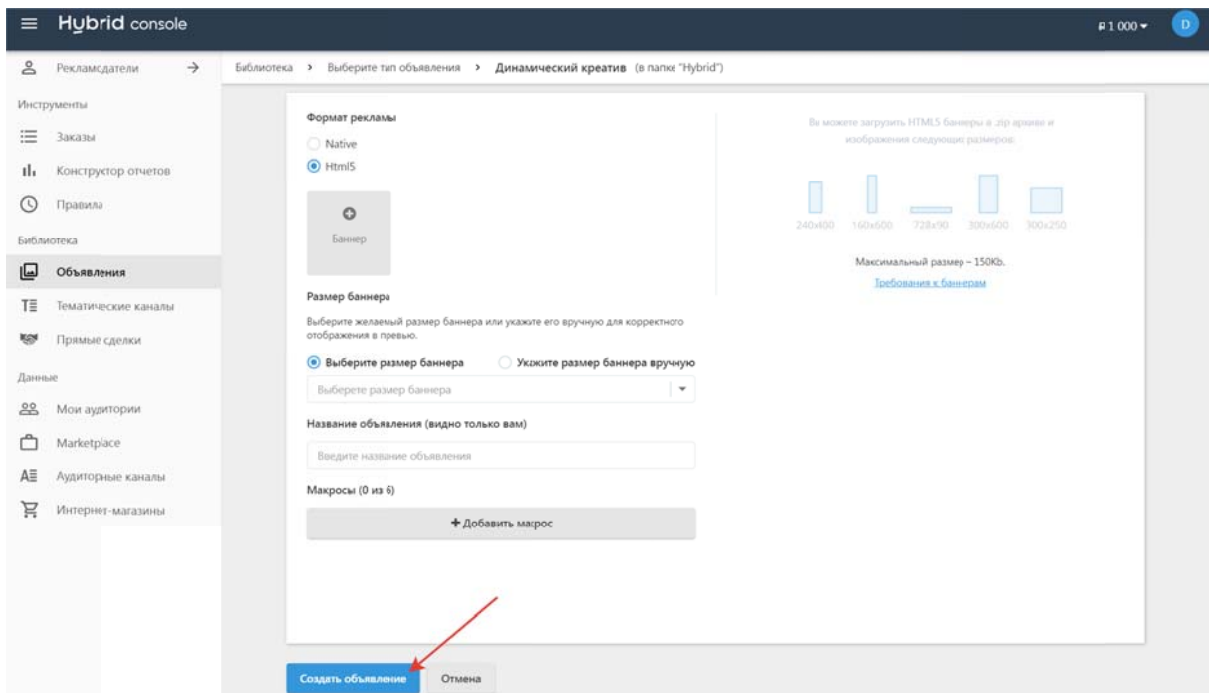 Hybrid console
₽ 1 000
D
Рекламодатели
Инструменты
Заказы
Конструктор отчетов
Правила
Библиотека
Объявления
Тематические каналы
Прямые сделки
Данные
Мои аудитории
Marketplace
Аудиторные каналы
Интернет-магазины
Библиотека > Выберите тип объявления > Динамический креатив (в папке "Hybrid")
Формат рекламы
Native
Html5
Баннер
Размер баннера
Выберите желаемый размер баннера или укажите его вручную для корректного
отображения в превью.
Выберите размер баннера Укажите размер баннера вручную
Выберете размер баннера
Название объявления (видно только вам)
Введите название объявления
Макросы (0 из 6)
+ Добавить макрос
Вы можете загрузить HTML5 баннеры в .zip архиве и
изображения следующих размеров:
240x400 160x600 728x90 300x600 300x250
Максимальный размер – 150Kb.
Требования к баннерам
Создать объявление Отмена